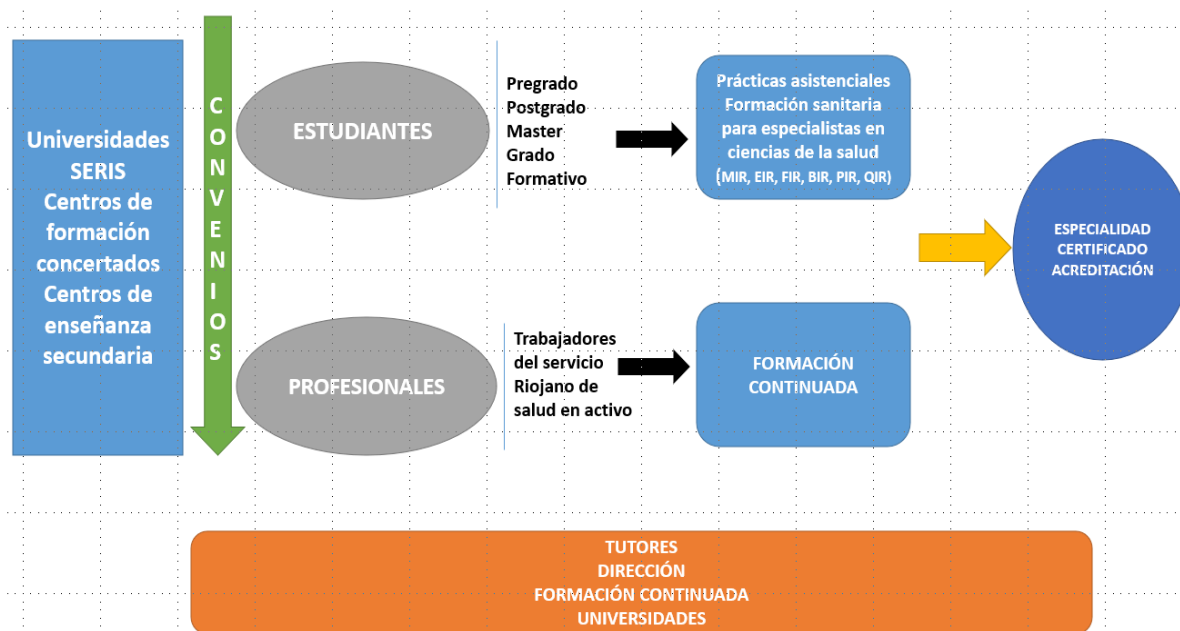 Universidades
SERIS
Centros de
formación
concertados
Centros de
enseñanza
secundaria
CONVENIOS
ESTUDIANTES
Pregrado
Postgrado
Master
Grado
Formativo
Prácticas asistenciales
Formación sanitaria
para especialistas en
ciencias de la salud
(MIR, EIR, FIR, BIR, PIR, QIR)
PROFESIONALES
Trabajadores
del servicio
Riojano de
salud en activo
FORMACIÓN
CONTINUADA
ESPECIALIDAD
CERTIFICADO
ACREDITACIÓN
TUTORES
DIRECCIÓN
FORMACIÓN CONTINUADA
UNIVERSIDADES